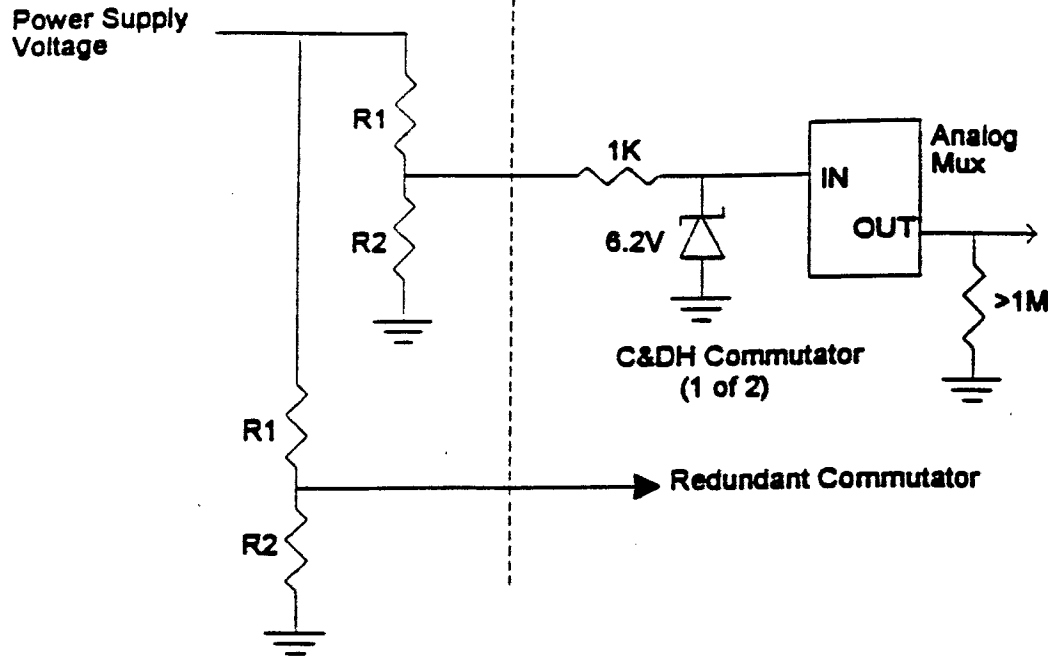 Power Supply
Voltage
R1
R2
1K
6.2V
IN
OUT
Analog
Mux
>1M
C&DH Commutator
(1 of 2)
R1
R2
Redundant Commutator